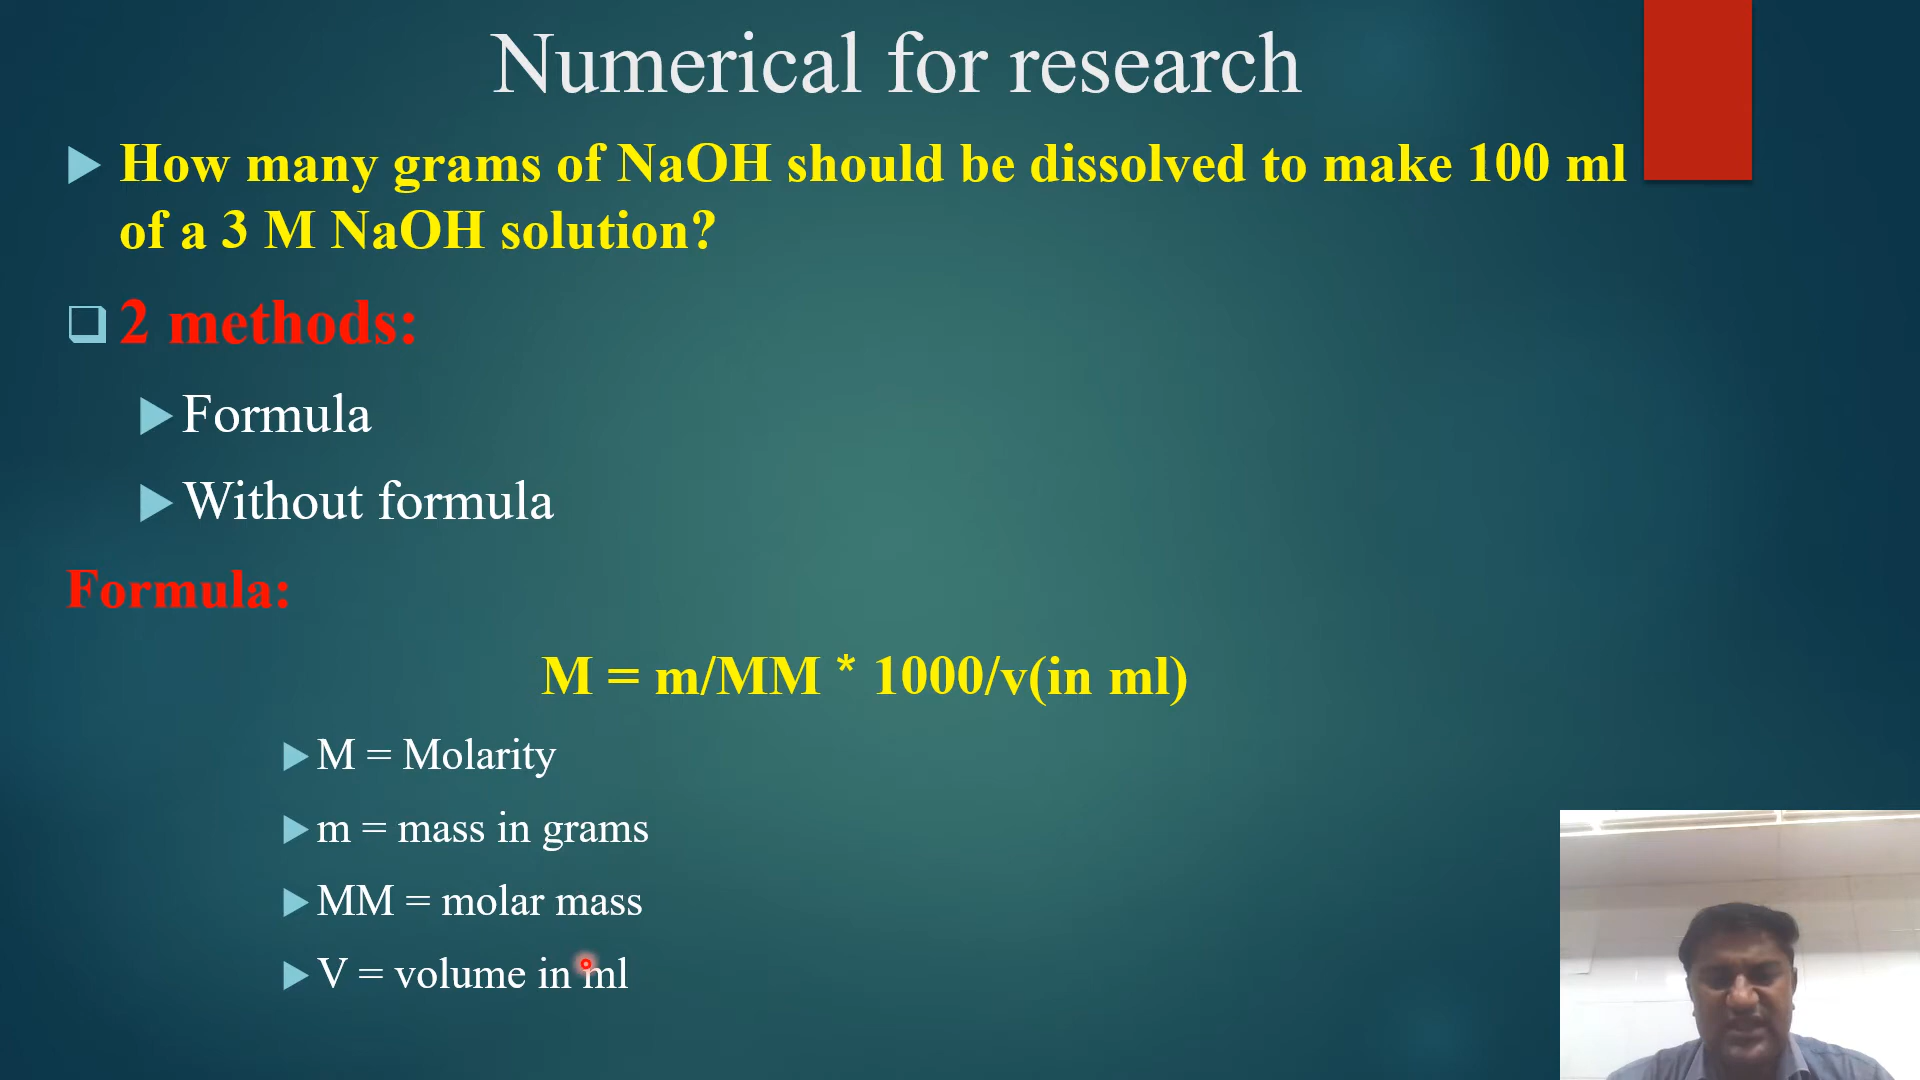 Numerical for research
How many grams of NaOH should be dissolved to make 100 ml
of a 3 M NaOH solution?
2 methods:
Formula
Without formula
Formula:
M = m/MM * 1000/v(in ml)
M = Molarity
m = mass in grams
MM = molar mass
V = volume in ml